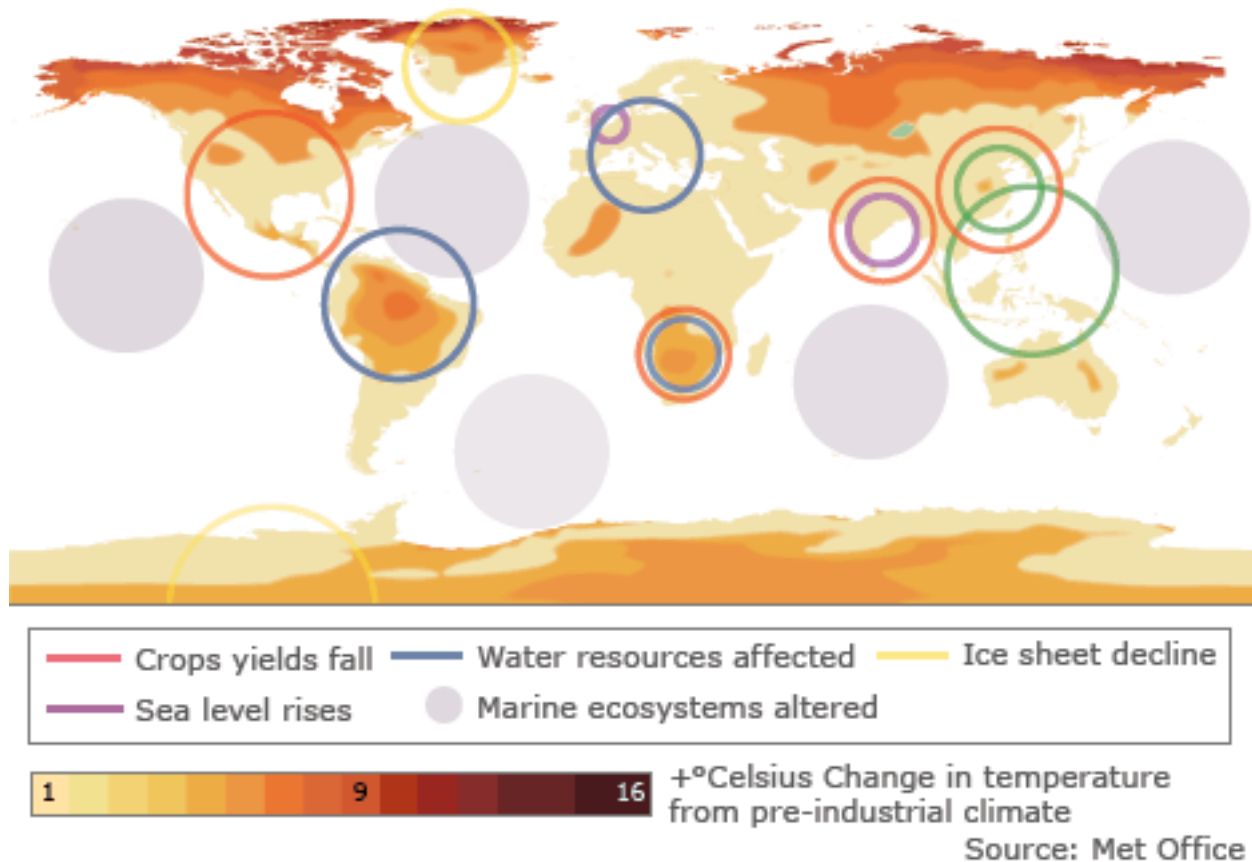 Crops yields fall
Water resources affected
Ice sheet decline
Sea level rises
Marine ecosystems altered
1 9 16
+°Celsius Change in temperature
from pre-industrial climate
Source: Met Office